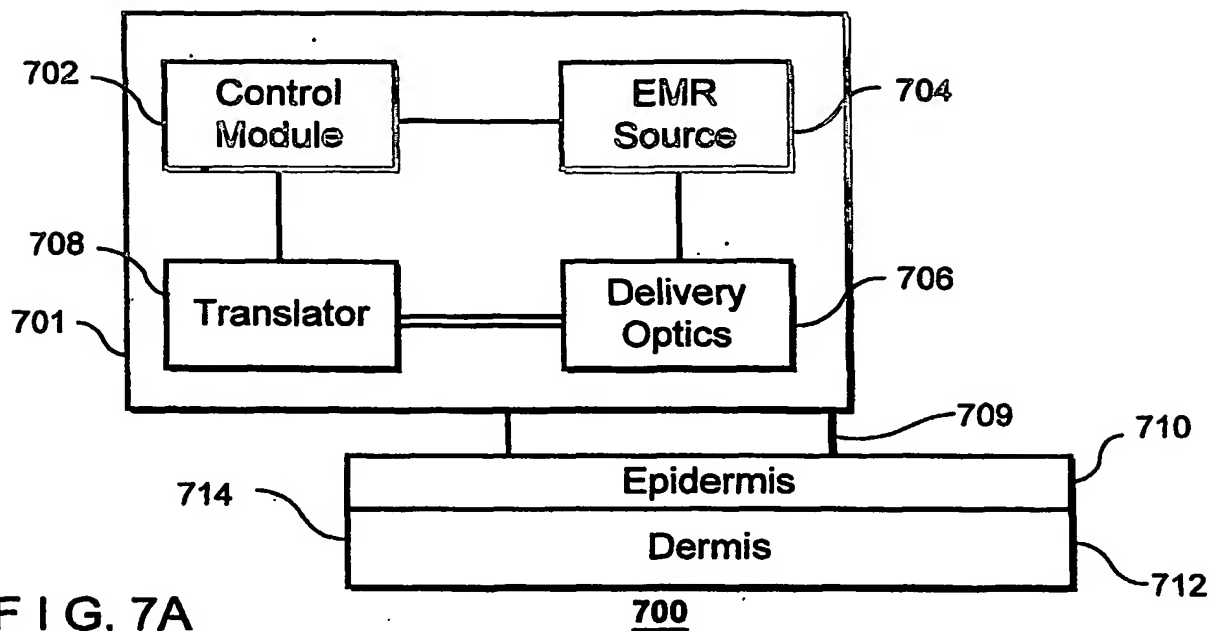 702
Control
Module
EMR
Source
704
708
Translator
Delivery
Optics
706
701
709
710
Epidermis
714
Dermis
712
F I G. 7A
700